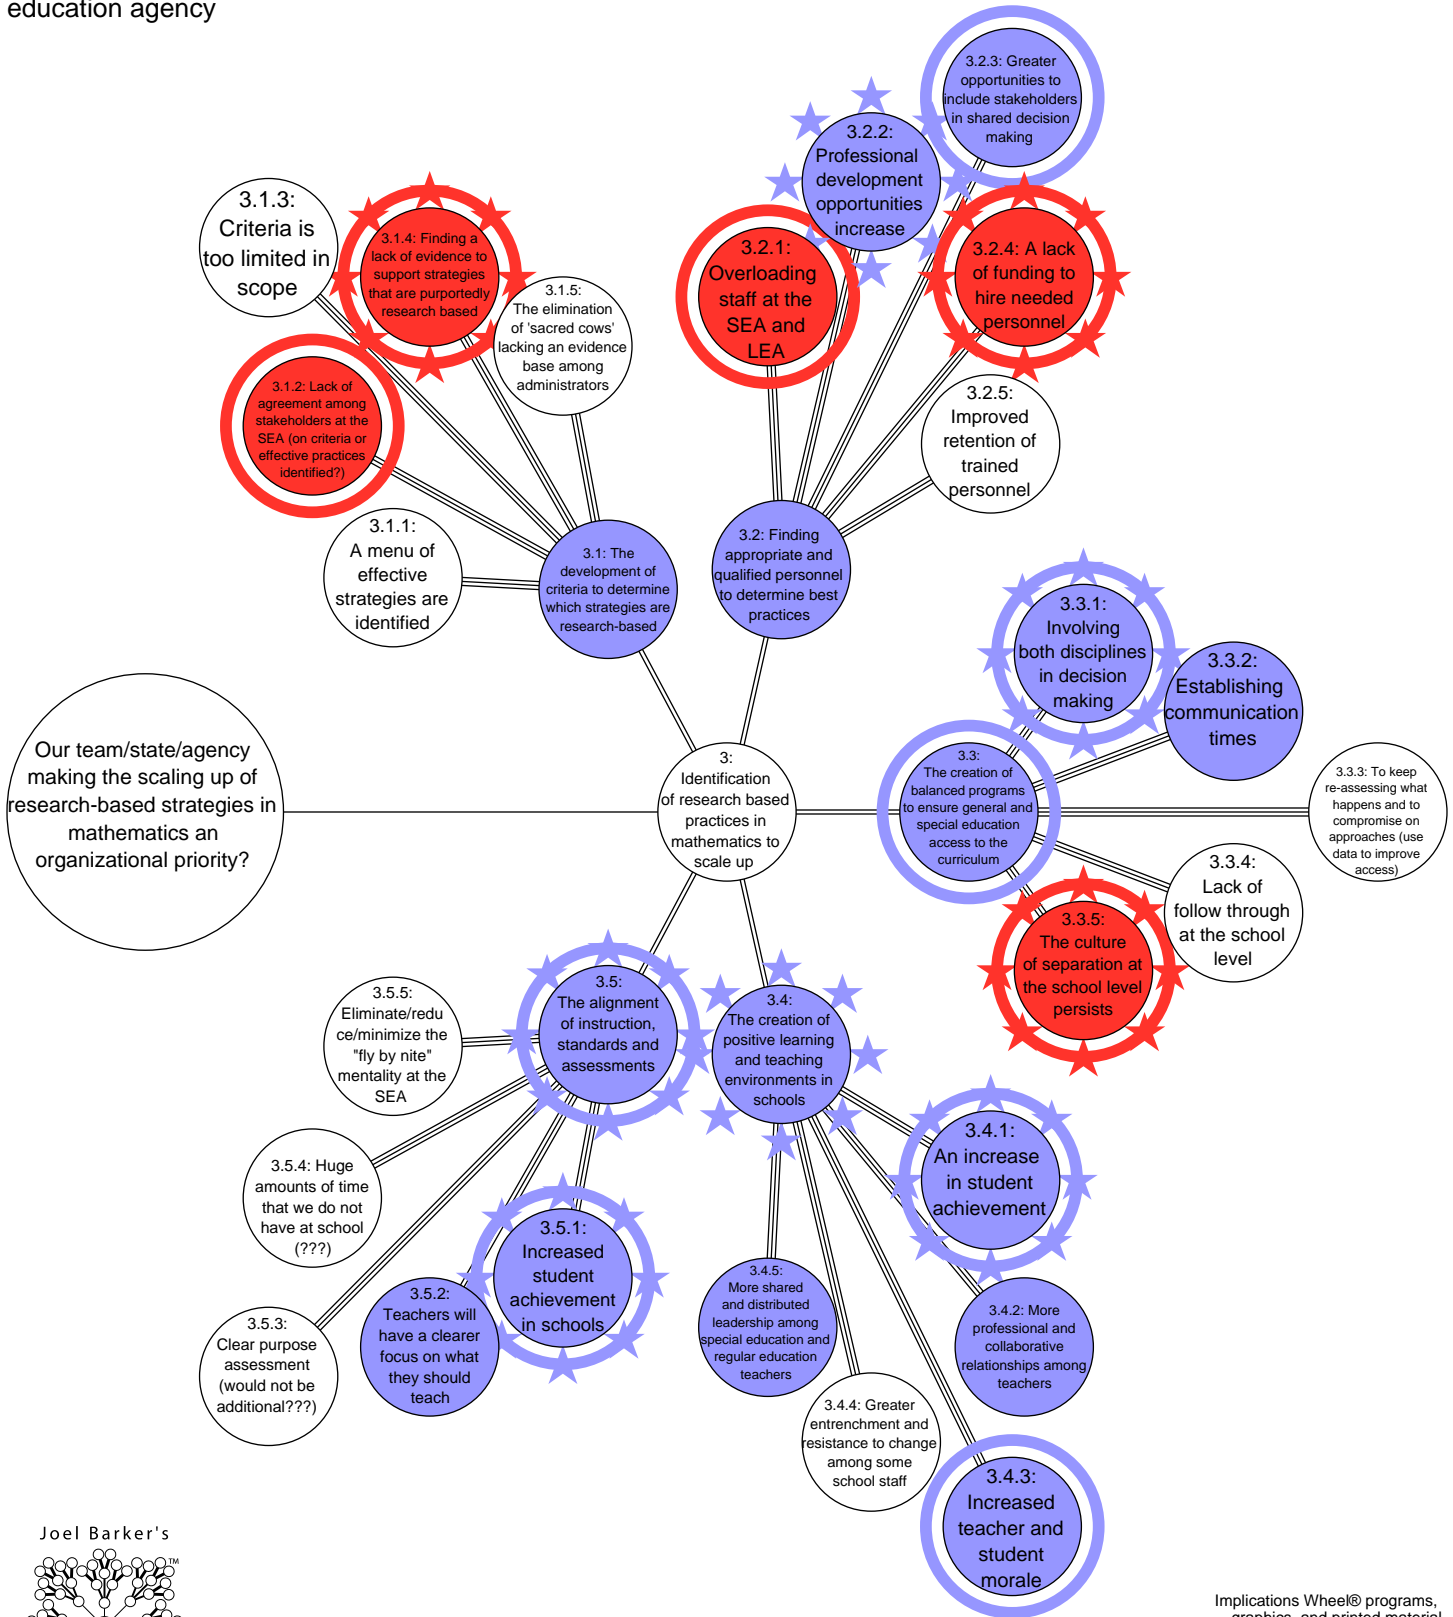 education agency
3.2.3: Greater
opportunities to
include stakeholders
in shared decision
making
3.2.2:
Professional
development
opportunities
increase
3.1.3:
Criteria is
too limited in
scope
3.1.4: Finding a
lack of evidence to
support strategies
that are purportedly
research based
3.2.1:
Overloading
staff at the
SEA and
LEA
3.2.4: A lack
of funding to
hire needed
personnel
3.1.5:
The elimination
of 'sacred cows'
lacking an evidence
base among
administrators
3.1.2: Lack of
agreement among
stakeholders at the
SEA (on criteria or
effective practices
identified?)
3.2.5:
Improved
retention of
trained
personnel
3.1.1:
A menu of
effective
strategies are
identified
3.1: The
development of
criteria to determine
which strategies are
research-based
3.2: Finding
appropriate and
qualified personnel
to determine best
practices
3.3.1:
Involving
both disciplines
in decision
making
3.3.2:
Establishing
communication
times
Our team/state/agency
making the scaling up of
research-based strategies in
mathematics an
organizational priority?
3:
Identification
of research based
practices in
mathematics to
scale up
3.3:
The creation of
balanced programs
to ensure general and
special education
access to the
curriculum
3.3.3: To keep
re-assessing what
happens and to
compromise on
approaches (use
data to improve
access)
3.3.4:
Lack of
follow through
at the school
level
3.3.5:
The culture
of separation at
the school level
persists
3.5.5:
Eliminate/redu
ce/minimize the
"fly by nite"
mentality at the
SEA
3.5:
The alignment
of instruction,
standards and
assessments
3.4:
The creation of
positive learning
and teaching
environments in
schools
3.4.1:
An increase
in student
achievement
3.5.4: Huge
amounts of time
that we do not
have at school
(???)
3.5.1:
Increased
student
achievement
in schools
3.5.2:
Teachers will
have a clearer
focus on what
they should
teach
3.4.5:
More shared
and distributed
leadership among
special education and
regular education
teachers
3.4.2: More
professional and
collaborative
relationships among
teachers
3.5.3:
Clear purpose
assessment
(would not be
additional???)
3.4.4: Greater
entrenchment and
resistance to change
among some
school staff
3.4.3:
Increased
teacher and
student
morale
Joel Barker's
TM
Implications Wheel® programs,
graphics, and printed material